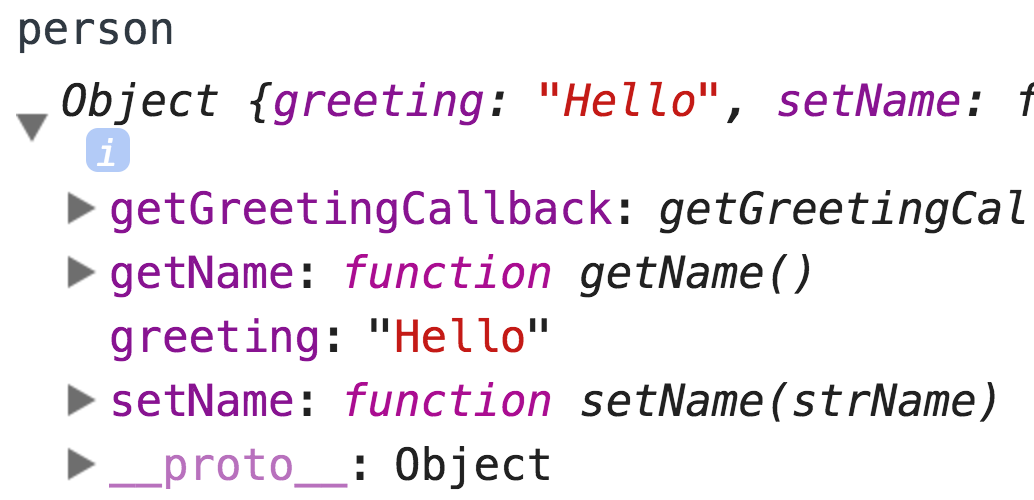 person
Object {greeting: "Hello", setName: f
i
getGreetingCallback: getGreetingCal
getName: function getName()
greeting: "Hello"
setName: function setName(strName)
__proto__: Object